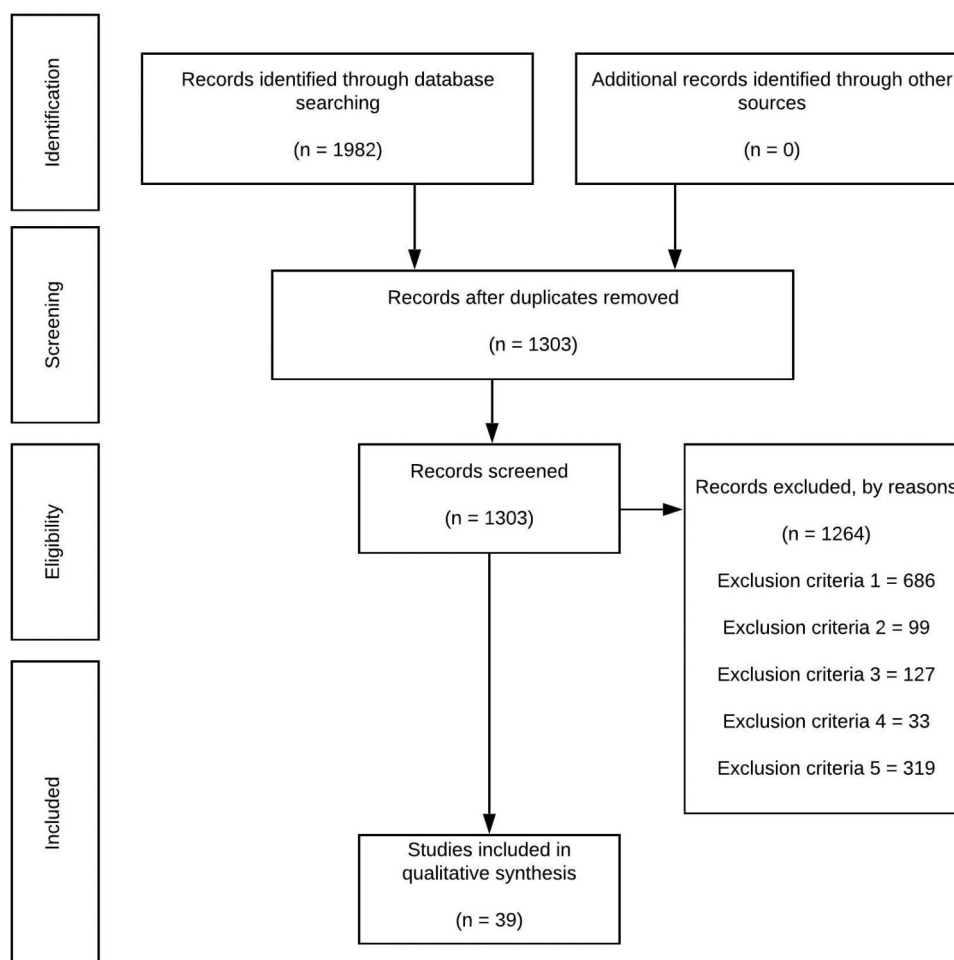 Identification
Records identified through database
searching
(n = 1982)
Additional records identified through other
sources
(n = 0)
Screening
Records after duplicates removed
(n = 1303)
Eligibility
Records screened
(n = 1303)
Records excluded, by reasons
(n = 1264)
Exclusion criteria 1 = 686
Exclusion criteria 2 = 99
Exclusion criteria 3 = 127
Exclusion criteria 4 = 33
Exclusion criteria 5 = 319
Included
Studies included in
qualitative synthesis
(n = 39)